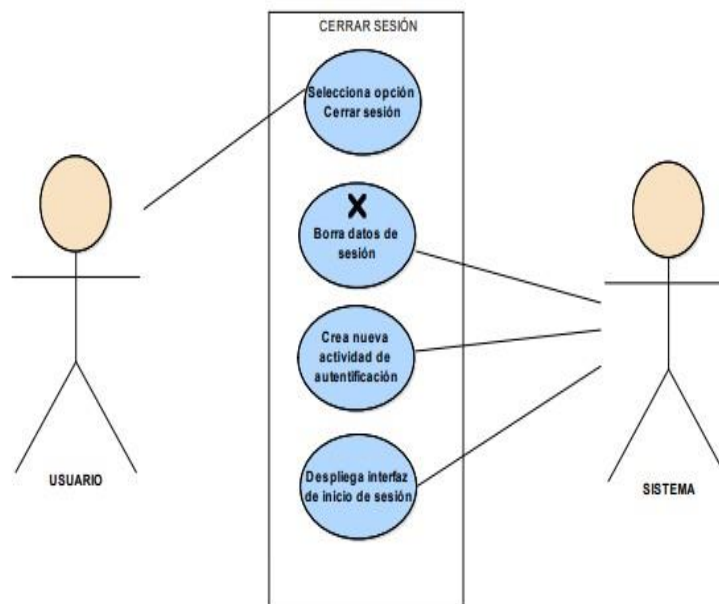 CERRAR SESIÓN
Selecciona opción
Cerrar sesión
X
Borra datos de
sesión
Crea nueva
actividad de
autentificación
Despliega interfaz
de inicio de sesión
USUARIO
SISTEMA